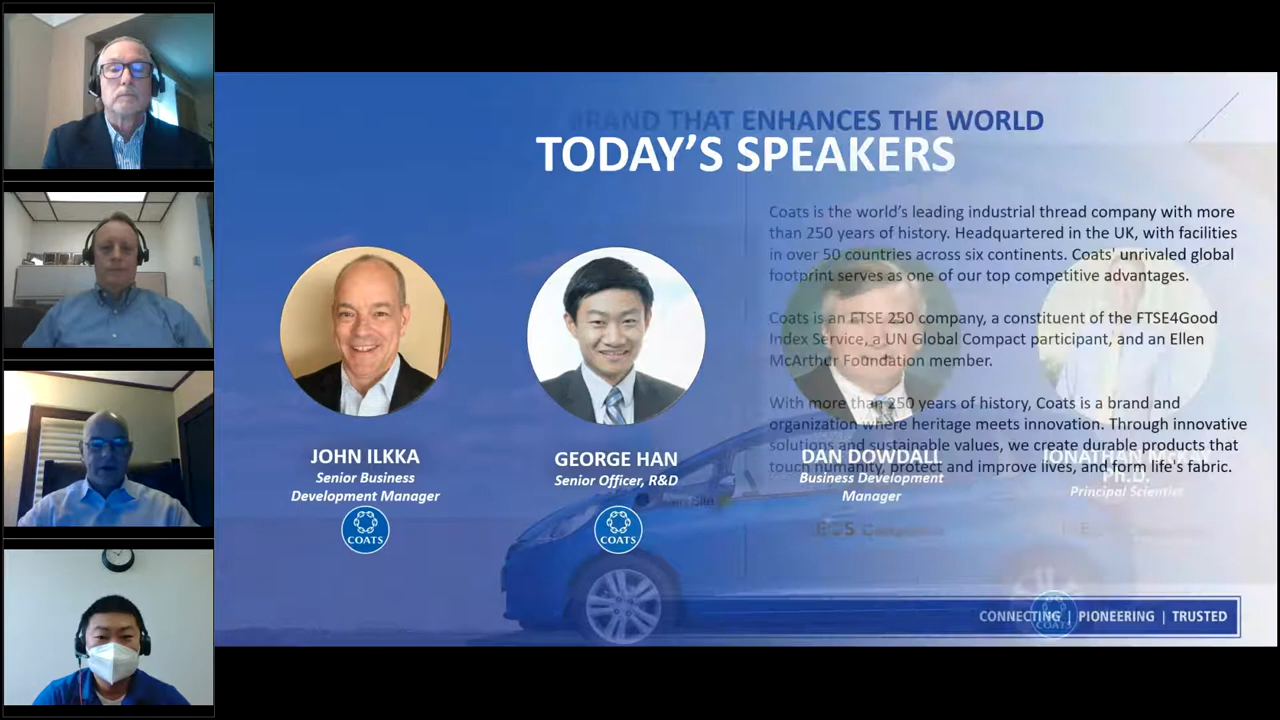 BRAND THAT ENHANCES THE WORLD
TODAY'S SPEAKERS
Coats is the world's leading industrial thread company with more
than 250 years of history. Headquartered in the UK, with facilities
in over 50 countries across six continents. Coats' unrivaled global
footprint serves as one of our top competitive advantages.
Coats is an FTSE 250 company, a constituent of the FTSE4Good
Index Service, a UN Global Compact participant, and an Ellen
McArthur Foundation member.
With more than 250 years of history, Coats is a brand and
organization where heritage meets innovation. Through innovative
solutions and sustainable values, we create durable products that
touch humanity, protect and improve lives, and form life's fabric.
JOHN ILKKA
Senior Business
Development Manager
COATS
GEORGE HAN
Senior Officer, R&D
COATS
DAN DOWDALL
Business Development
Manager
JONATHAN
Ph.D.
Principal Scientist
CONNECTING | PIONEERING | TRUSTED
COATS